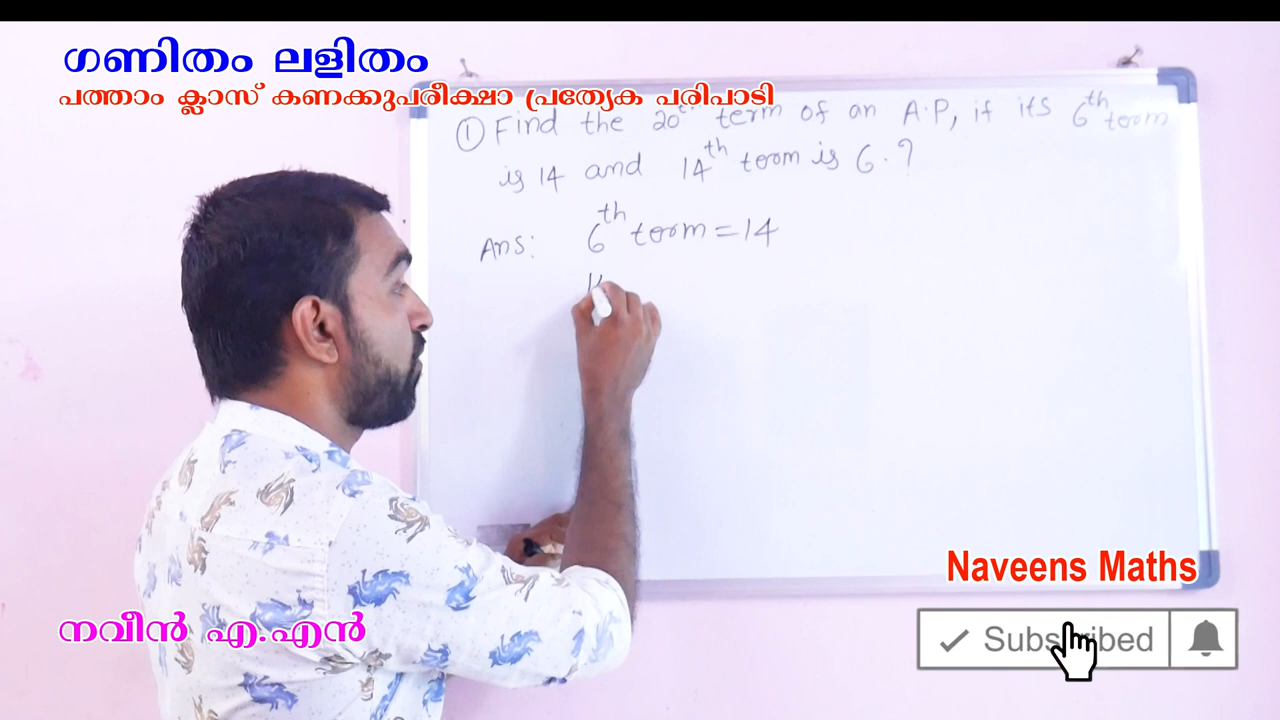 ഗണിതം ലളിതം
പത്താം ക്ലാസ് കണക്കുപരീക്ഷാ പ്രത്യേക പരിപാടി
① Find the 20th term of an A.P, if its 6th term
is 14 and 14th term is 6.?
Ans: 6th term = 14
Naveens Maths
നവീൻ എ.എൻ
Subscribed